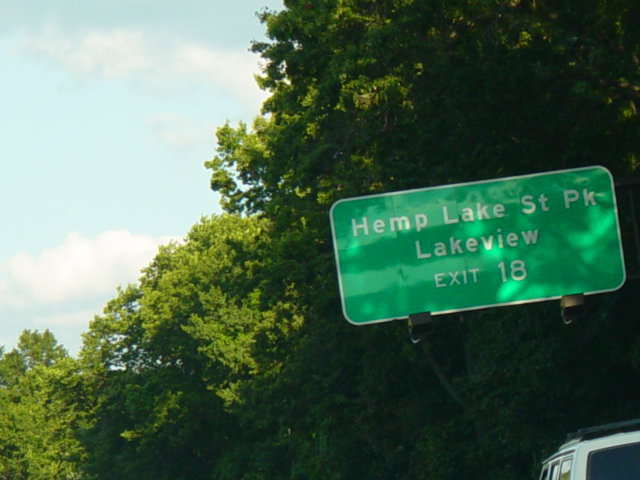 Hemp Lake St Pk
Lakeview
EXIT 18